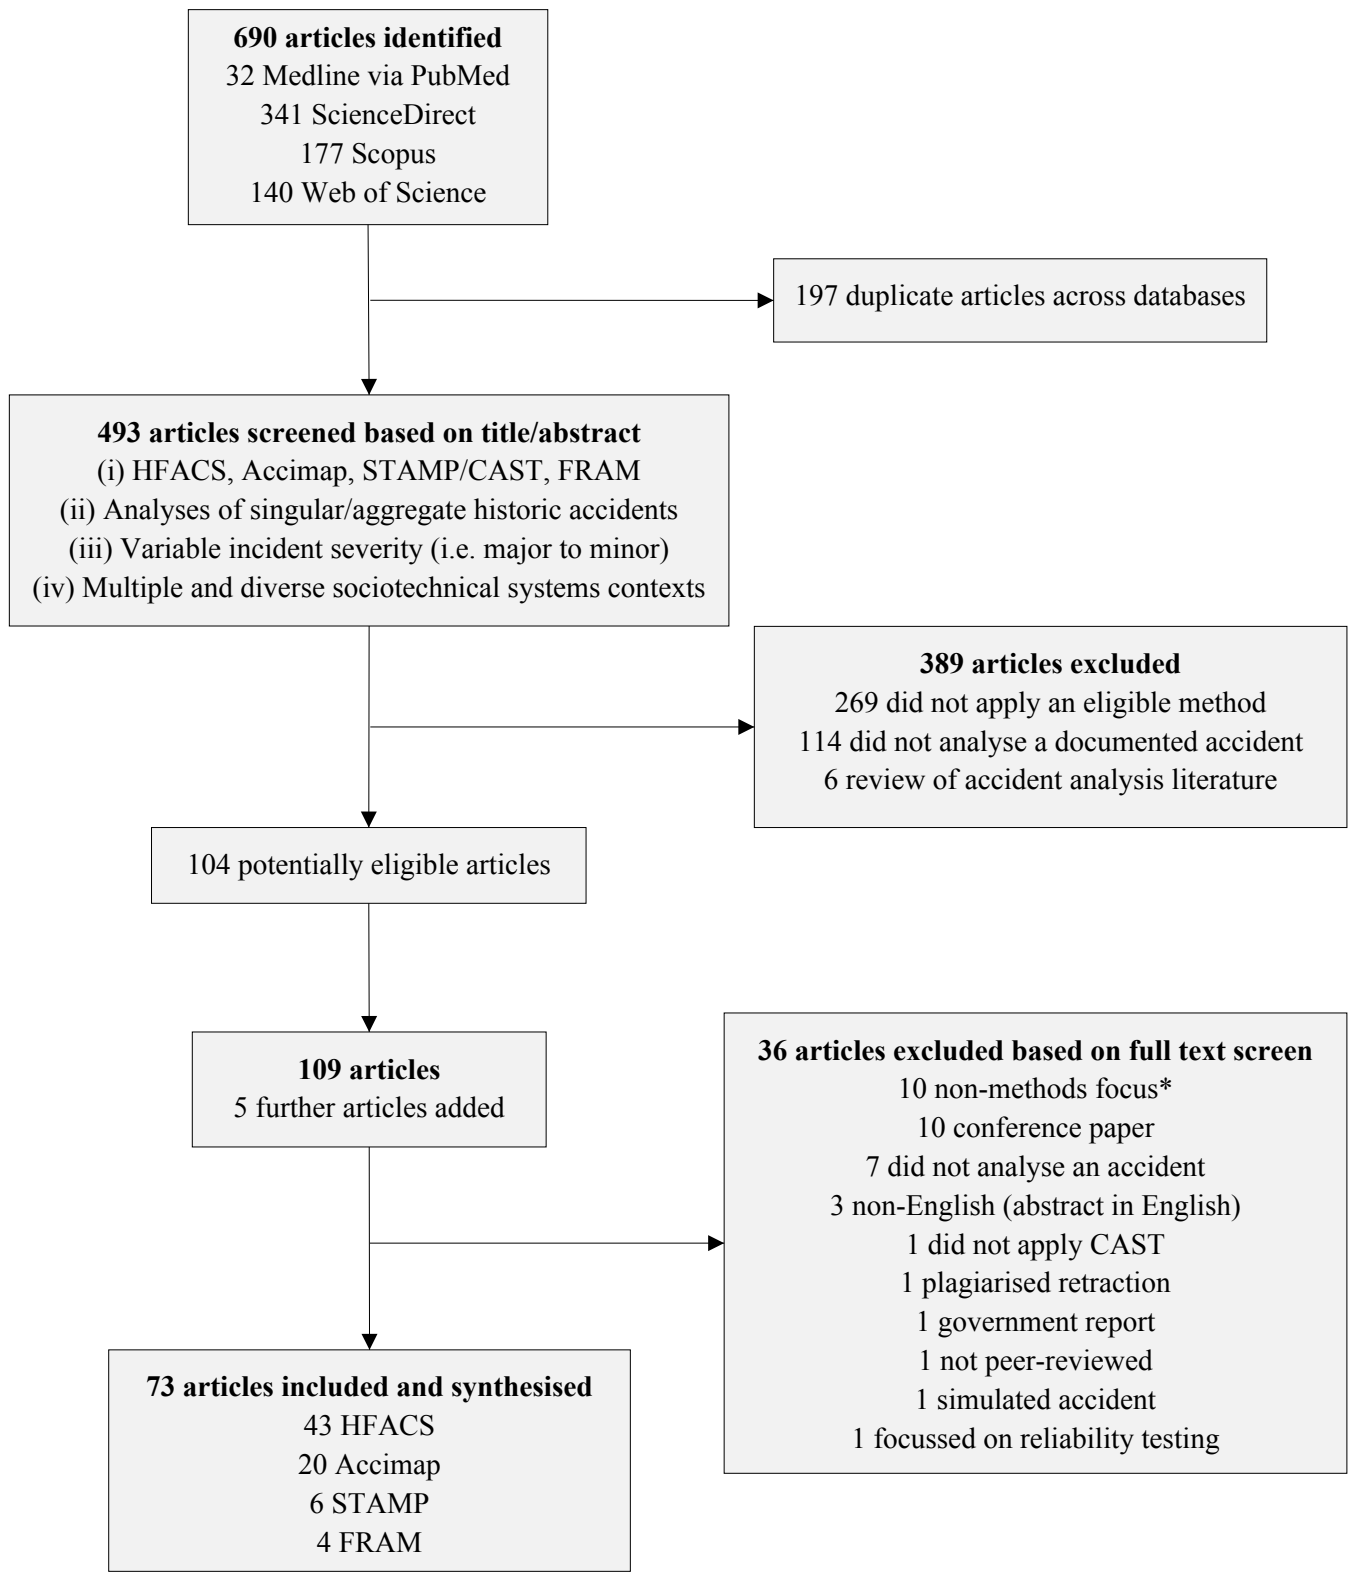 690 articles identified
32 Medline via PubMed
341 ScienceDirect
177 Scopus
140 Web of Science
197 duplicate articles across databases
493 articles screened based on title/abstract
(i) HFACS, Accimap, STAMP/CAST, FRAM
(ii) Analyses of singular/aggregate historic accidents
(iii) Variable incident severity (i.e. major to minor)
(iv) Multiple and diverse sociotechnical systems contexts
389 articles excluded
269 did not apply an eligible method
114 did not analyse a documented accident
6 review of accident analysis literature
104 potentially eligible articles
109 articles
5 further articles added
36 articles excluded based on full text screen
10 non-methods focus*
10 conference paper
7 did not analyse an accident
3 non-English (abstract in English)
1 did not apply CAST
1 plagiarised retraction
1 government report
1 not peer-reviewed
1 simulated accident
1 focussed on reliability testing
73 articles included and synthesised
43 HFACS
20 Accimap
6 STAMP
4 FRAM